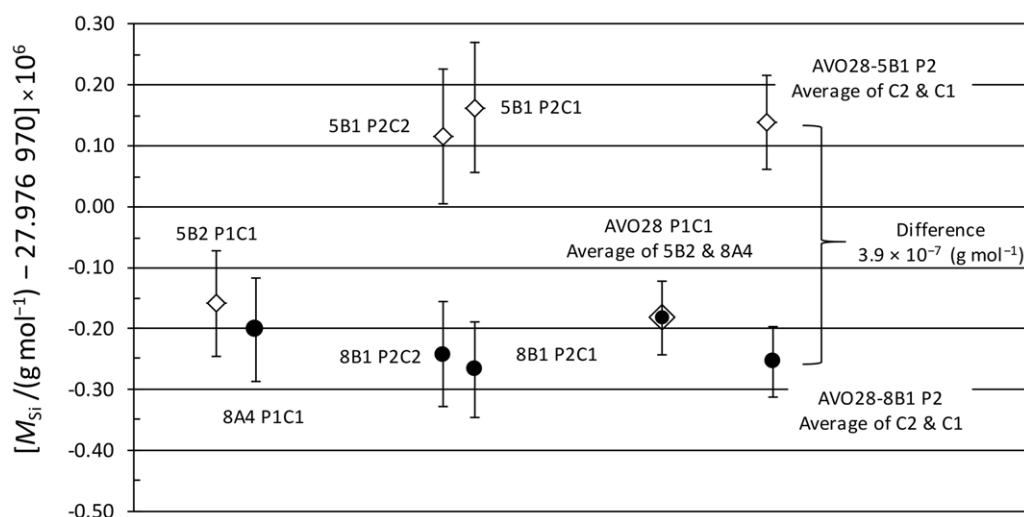 [M_Si /(g mol⁻¹) − 27.976 970] × 10⁶
0.30
0.20
0.10
0.00
-0.10
-0.20
-0.30
-0.40
-0.50
AVO28-5B1 P2
Average of C2 & C1
5B1 P2C2
5B1 P2C1
5B2 P1C1
AVO28 P1C1
Average of 5B2 & 8A4
Difference
3.9 × 10⁻⁷ (g mol⁻¹)
8B1 P2C2
8B1 P2C1
8A4 P1C1
AVO28-8B1 P2
Average of C2 & C1